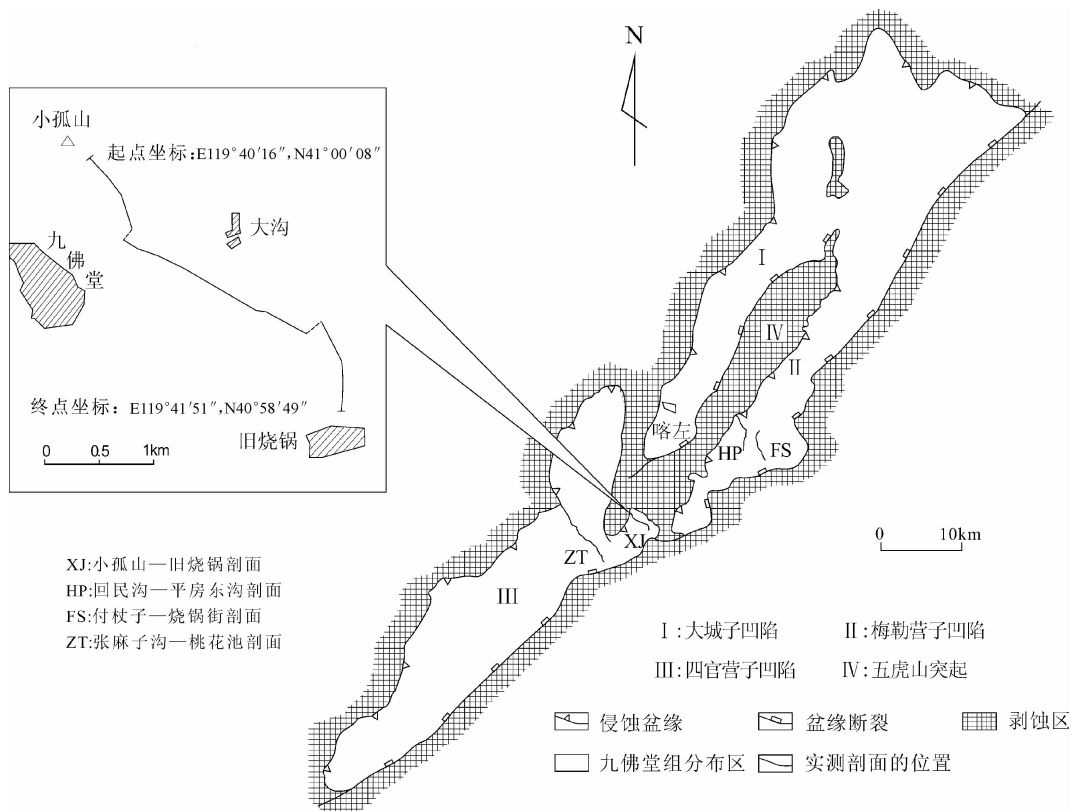 N
小孤山
起点坐标：E119°40′16″,N41°00′08″
大沟
九佛堂
终点坐标：E119°41′51″,N40°58′49″
旧烧锅
0 0.5 1km
Ⅰ
Ⅳ
Ⅱ
喀左
HP
FS
XJ
ZT
Ⅲ
0 10km
XJ:小孤山—旧烧锅剖面
HP:回民沟—平房东沟剖面
FS:付杖子—烧锅街剖面
ZT:张麻子沟—桃花池剖面
Ⅰ:大城子凹陷 Ⅱ:梅勒营子凹陷
Ⅲ:四官营子凹陷 Ⅳ:五虎山突起
侵蚀盆缘 盆缘断裂 剥蚀区
九佛堂组分布区 实测剖面的位置